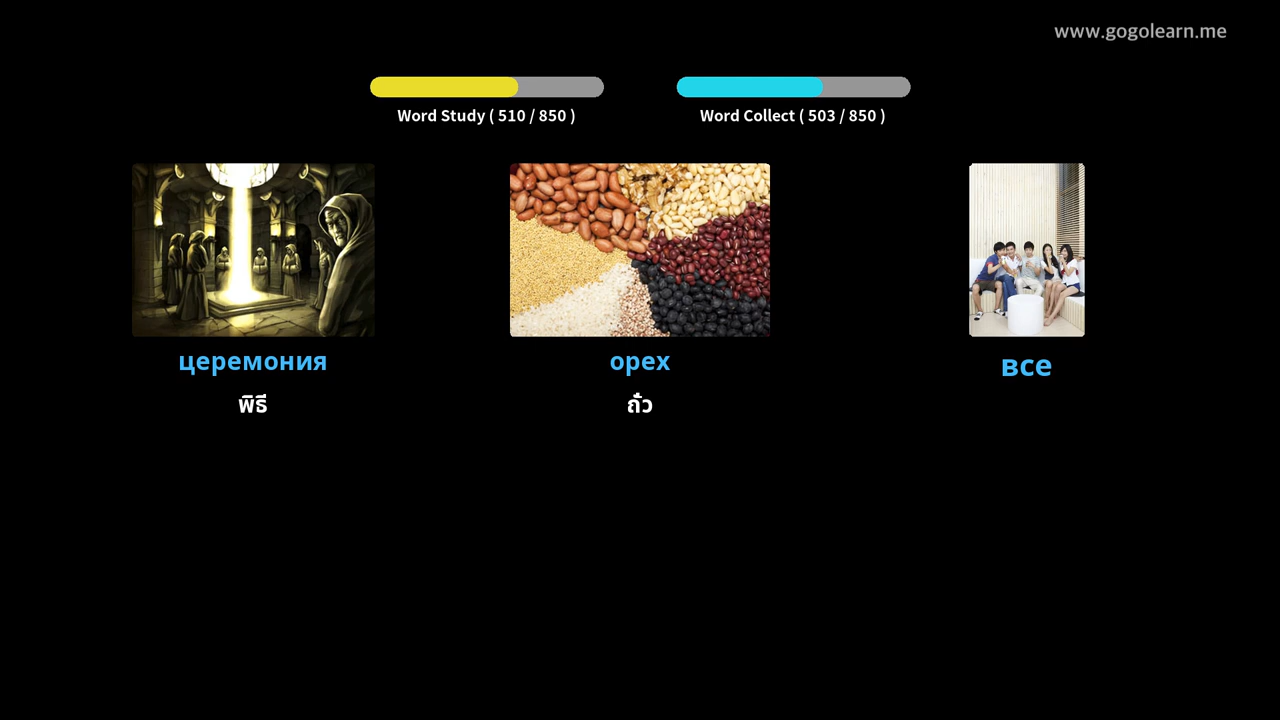 www.gogolearn.me
Word Study ( 510 / 850 )
Word Collect ( 503 / 850 )
церемония
орех
все
พิธี
ถั่ว